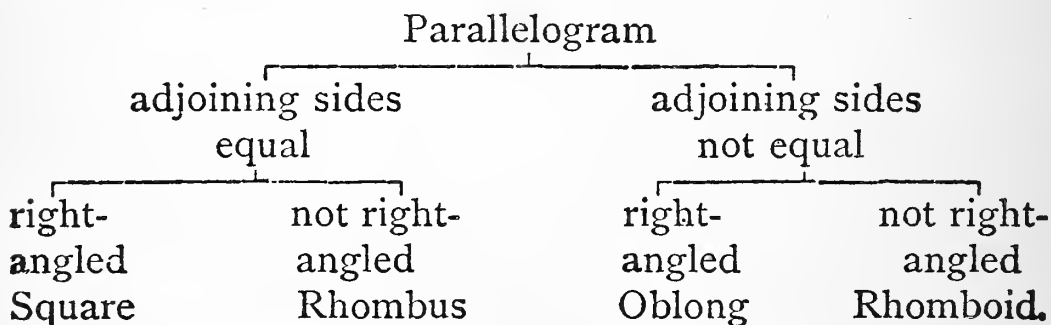 Parallelogram
adjoining sides adjoining sides
equal not equal
right- not right- right- not right-
angled angled angled angled
Square Rhombus Oblong Rhomboid.